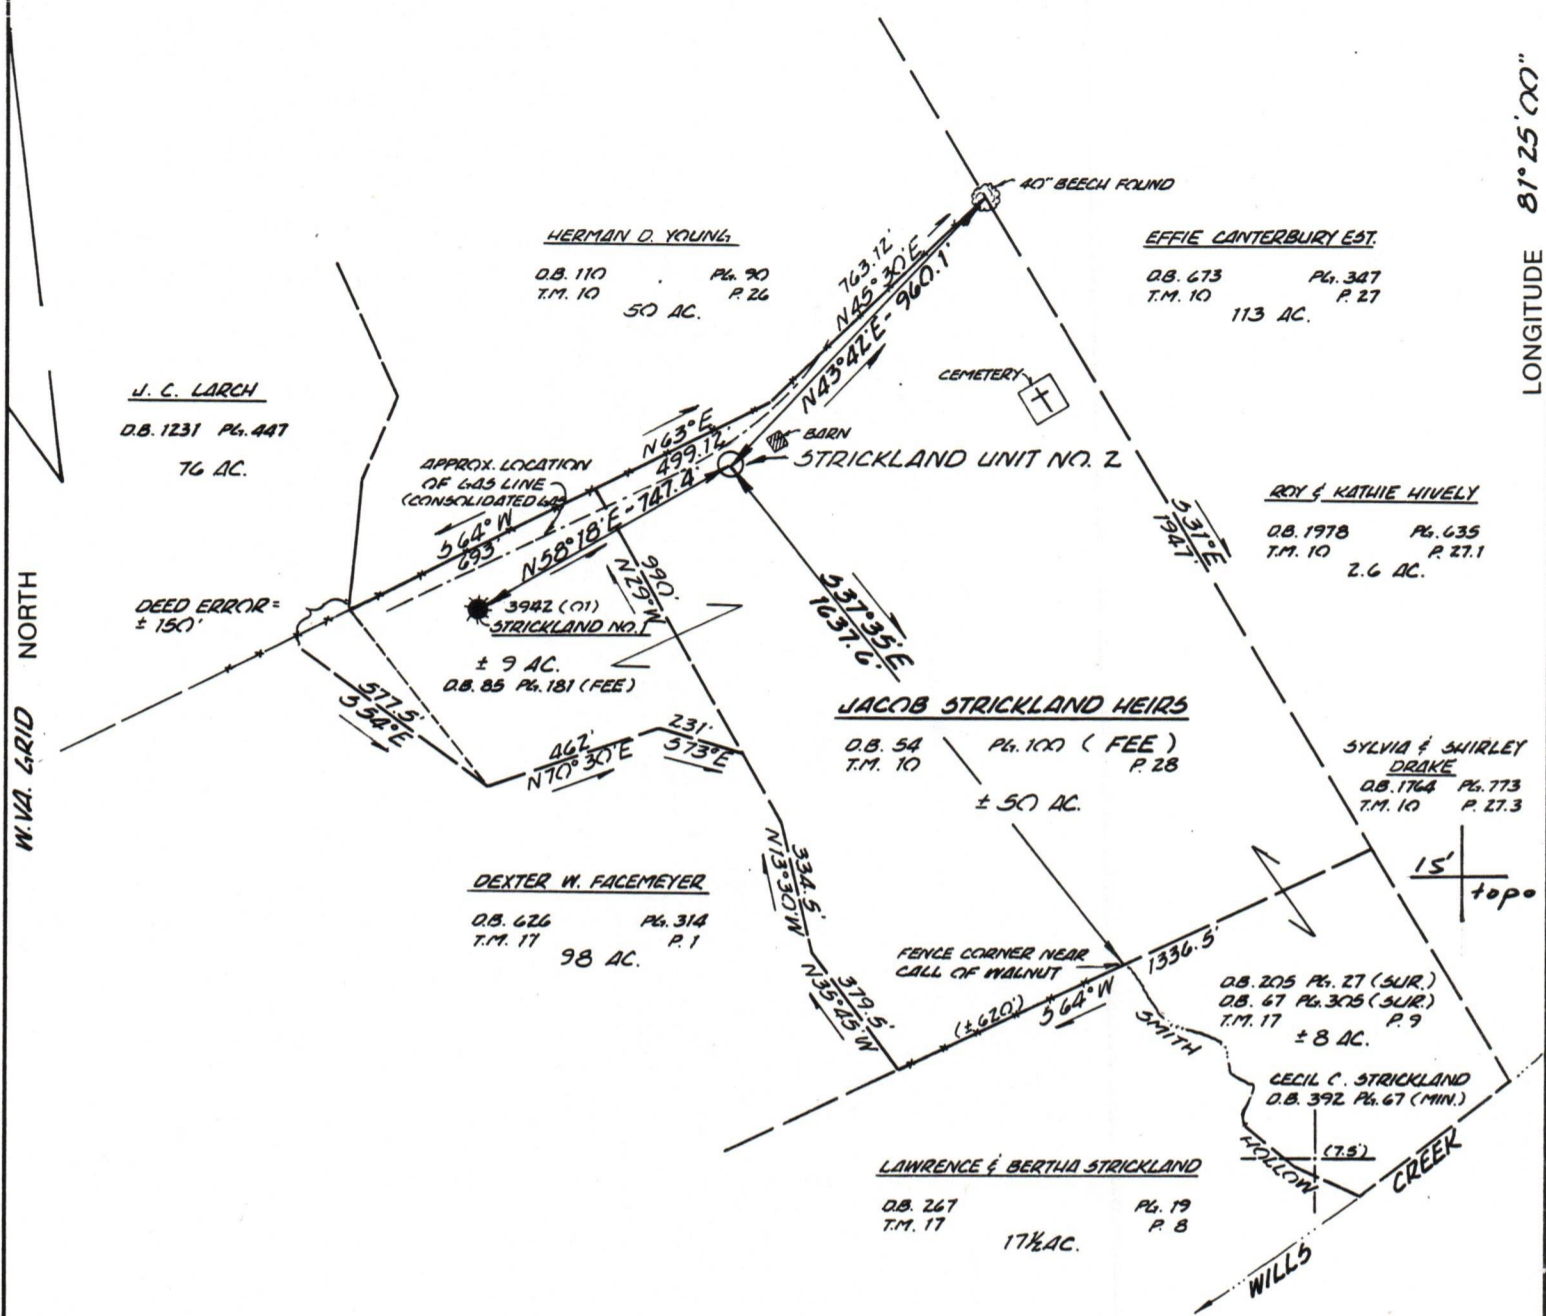 40" BEECH FOUND
HERMAN D. YOUNG
D.B. 110 PG. 90
T.M. 10 P. 26
50 AC.
EFFIE CANTERBURY EST.
D.B. 673 PG. 347
T.M. 10 P. 27
113 AC.
LONGITUDE 81° 25' 00"
763.12'
N45°30'E
N43°42'E - 960.1'
CEMETERY
J. C. LARCH
D.B. 1231 PG. 447
76 AC.
N63°E
499.12'
BARN
STRICKLAND UNIT NO. 2
APPROX. LOCATION
OF GAS LINE
(CONSOLIDATED GAS
S64°W
693'
N58°18'E - 747.4'
ROY & KATHIE HIVELY
D.B. 1978 PG. 635
T.M. 10 P. 27.1
2.6 AC.
S31°E
1947'
990'
N29°W
S37°35'E
1637.6'
DEED ERROR =
± 150'
3942 (01)
STRICKLAND NO. 1
± 9 AC.
D.B. 85 PG. 181 (FEE)
W.VA. GRID NORTH
577.5'
S54°E
462'
N70°30'E
231'
S73°E
JACOB STRICKLAND HEIRS
D.B. 54 PG. 100 (FEE)
T.M. 10 P. 28
± 50 AC.
SYLVIA & SHIRLEY
DRAKE
D.B. 1764 PG. 773
T.M. 10 P. 27.3
15'
topo
334.5'
N13°30'W
DEXTER W. FACEMEYER
D.B. 626 PG. 314
T.M. 17 P. 1
98 AC.
379.5'
N35°45'W
FENCE CORNER NEAR
CALL OF WALNUT
1336.5'
(± 620')
S64°W
D.B. 205 PG. 27 (SUR.)
D.B. 67 PG. 305 (SUR.)
T.M. 17 P. 9
± 8 AC.
SMITH
HOLLOW
CECIL C. STRICKLAND
D.B. 392 PG. 67 (MIN.)
(7.5')
LAWRENCE & BERTHA STRICKLAND
D.B. 267 PG. 19
T.M. 17 P. 8
17½ AC.
WILLS CREEK